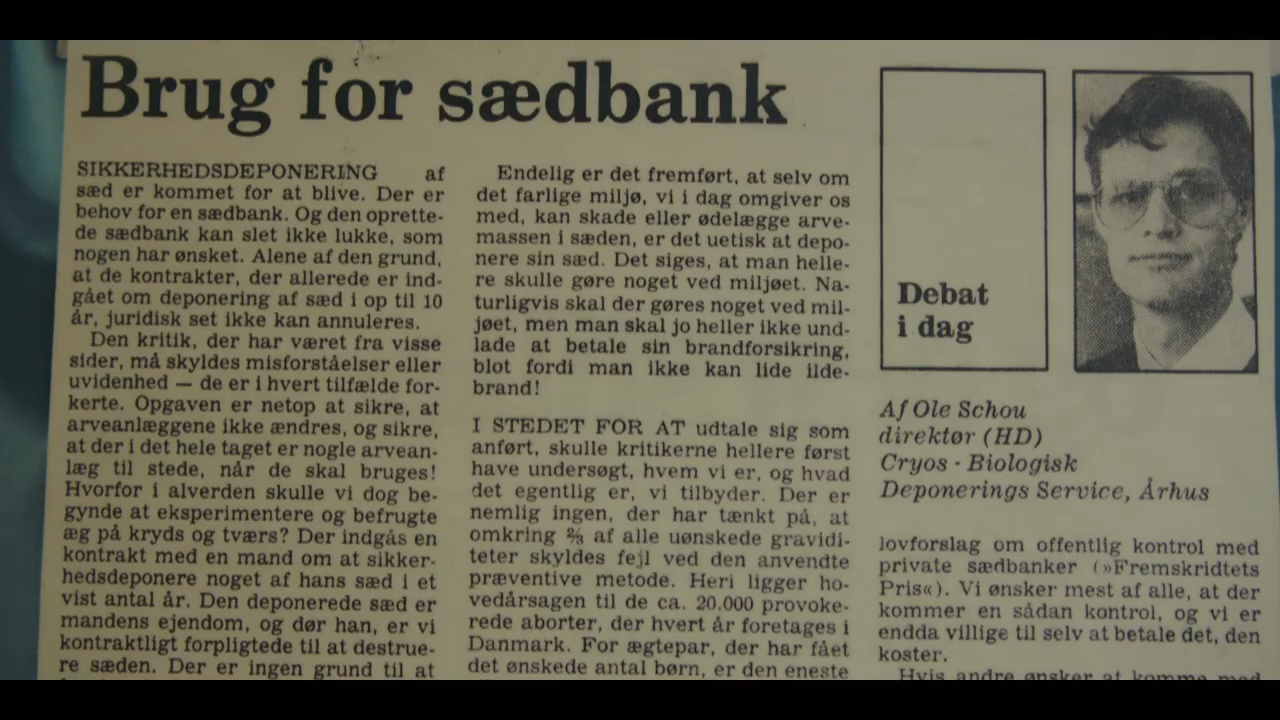 Brug for sædbank
SIKKERHEDSDEPONERING af
sæd er kommet for at blive. Der er
behov for en sædbank. Og den oprette-
de sædbank kan slet ikke lukke, som
nogen har ønsket. Alene af den grund,
at de kontrakter, der allerede er ind-
gået om deponering af sæd i op til 10
år, juridisk set ikke kan annuleres.
Den kritik, der har været fra visse
sider, må skyldes misforståelser eller
uvidenhed — de er i hvert tilfælde for-
kerte. Opgaven er netop at sikre, at
arveanlæggene ikke ændres, og sikre,
at der i det hele taget er nogle arvean-
læg til stede, når de skal bruges!
Hvorfor i alverden skulle vi dog be-
gynde at eksperimentere og befrugte
æg på kryds og tværs? Der indgås en
kontrakt med en mand om at sikker-
hedsdeponere noget af hans sæd i et
vist antal år. Den deponerede sæd er
mandens ejendom, og dør han, er vi
kontraktligt forpligtede til at destrue-
re sæden. Der er ingen grund til at
Endelig er det fremført, at selv om
det farlige miljø, vi i dag omgiver os
med, kan skade eller ødelægge arve-
massen i sæden, er det uetisk at depo-
nere sin sæd. Det siges, at man helle-
re skulle gøre noget ved miljøet. Na-
turligvis skal der gøres noget ved mil-
jøet, men man skal jo heller ikke und-
lade at betale sin brandforsikring,
blot fordi man ikke kan lide ilde-
brand!
I STEDET FOR AT udtale sig som
anført, skulle kritikerne hellere først
have undersøgt, hvem vi er, og hvad
det egentlig er, vi tilbyder. Der er
nemlig ingen, der har tænkt på, at
omkring ⅔ af alle uønskede gravidi-
teter skyldes fejl ved den anvendte
præventive metode. Heri ligger ho-
vedårsagen til de ca. 20.000 provoke-
rede aborter, der hvert år foretages i
Danmark. For ægtepar, der har fået
det ønskede antal børn, er den eneste
Debat
i dag
Af Ole Schou
direktør (HD)
Cryos - Biologisk
Deponerings Service, Århus
lovforslag om offentlig kontrol med
private sædbanker (»Fremskridtets
Pris«). Vi ønsker mest af alle, at der
kommer en sådan kontrol, og vi er
endda villige til selv at betale det, den
koster.
Hvis andre ønsker at komme med